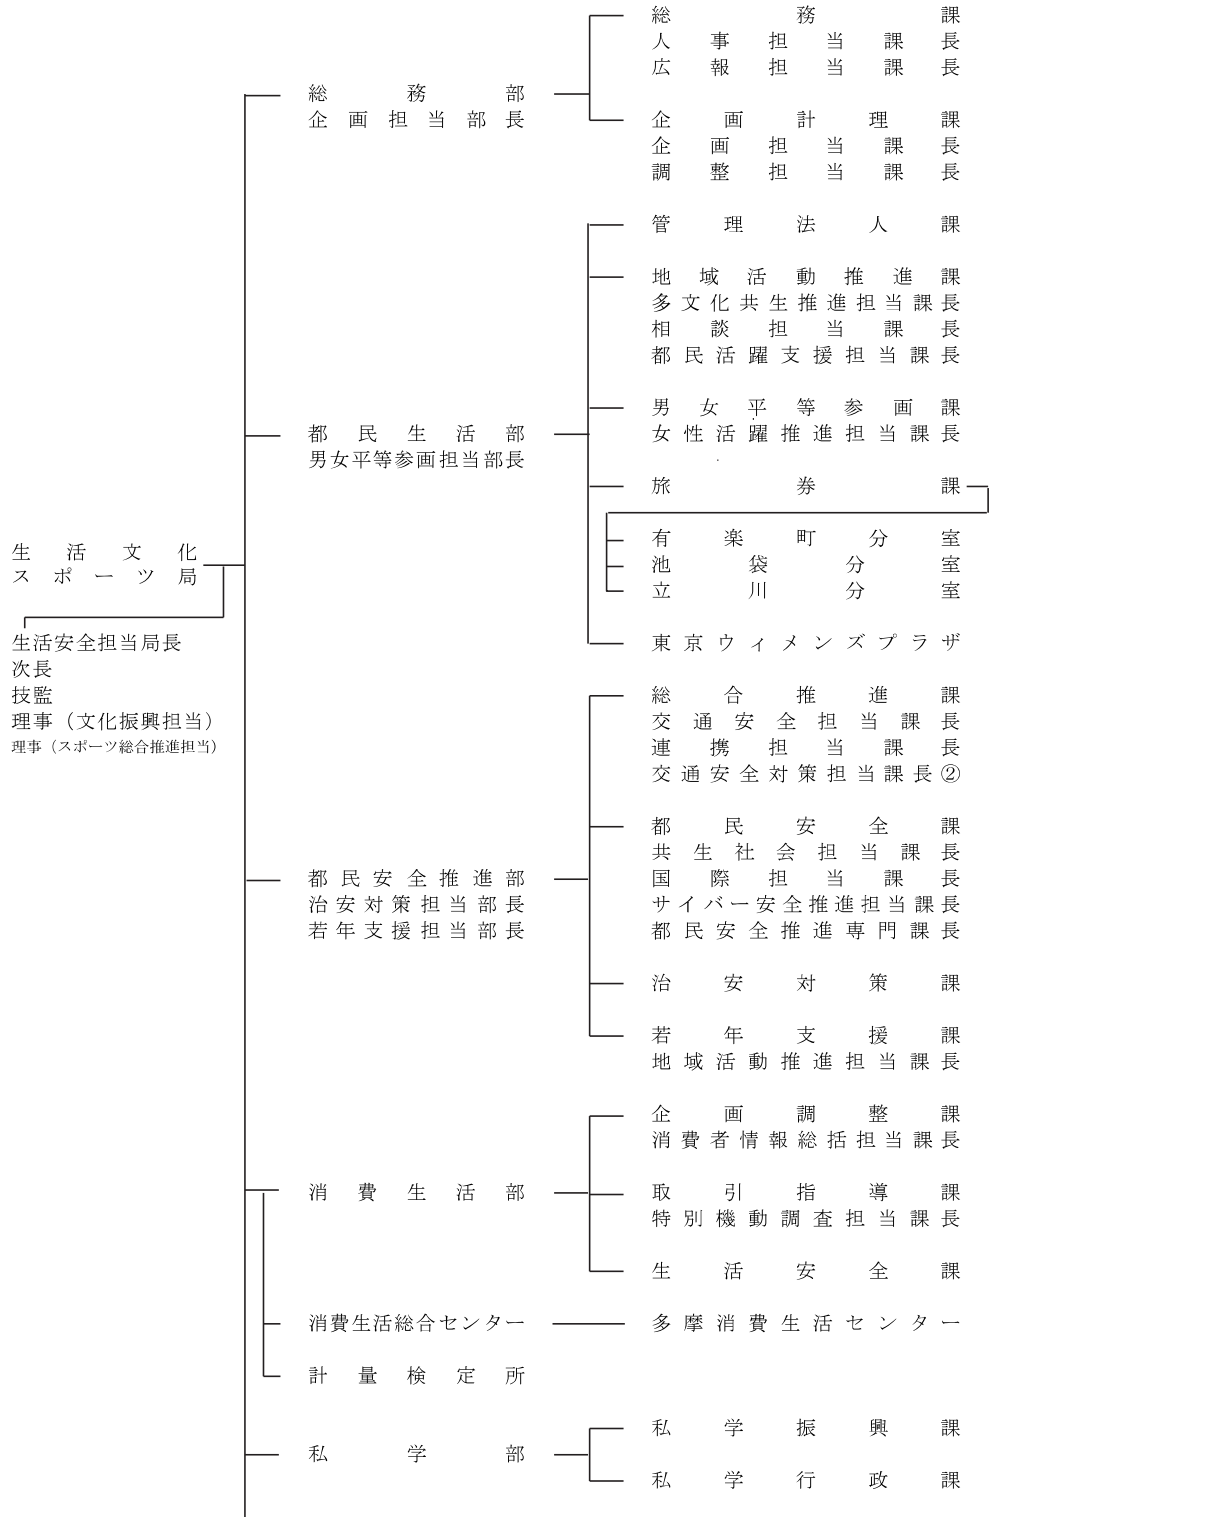 生活文化
スポーツ局
生活安全担当局長
次長
技監
理事（文化振興担当）
理事（スポーツ総合推進担当）
総務部
企画担当部長
総務課
人事担当課長
広報担当課長
企画計理課
企画担当課長
調整担当課長
都民生活部
男女平等参画担当部長
管理法人課
地域活動推進課
多文化共生推進担当課長
相談担当課長
都民活躍支援担当課長
男女平等参画課
女性活躍推進担当課長
旅券課
有楽町分室
池袋分室
立川分室
東京ウィメンズプラザ
都民安全推進部
治安対策担当部長
若年支援担当部長
総合推進課
交通安全担当課長
連携担当課長
交通安全対策担当課長②
都民安全課
共生社会担当課長
国際担当課長
サイバー安全推進担当課長
都民安全推進専門課長
治安対策課
若年支援課
地域活動推進担当課長
消費生活部
企画調整課
消費者情報総括担当課長
取引指導課
特別機動調査担当課長
生活安全課
消費生活総合センター
多摩消費生活センター
計量検定所
私学部
私学振興課
私学行政課